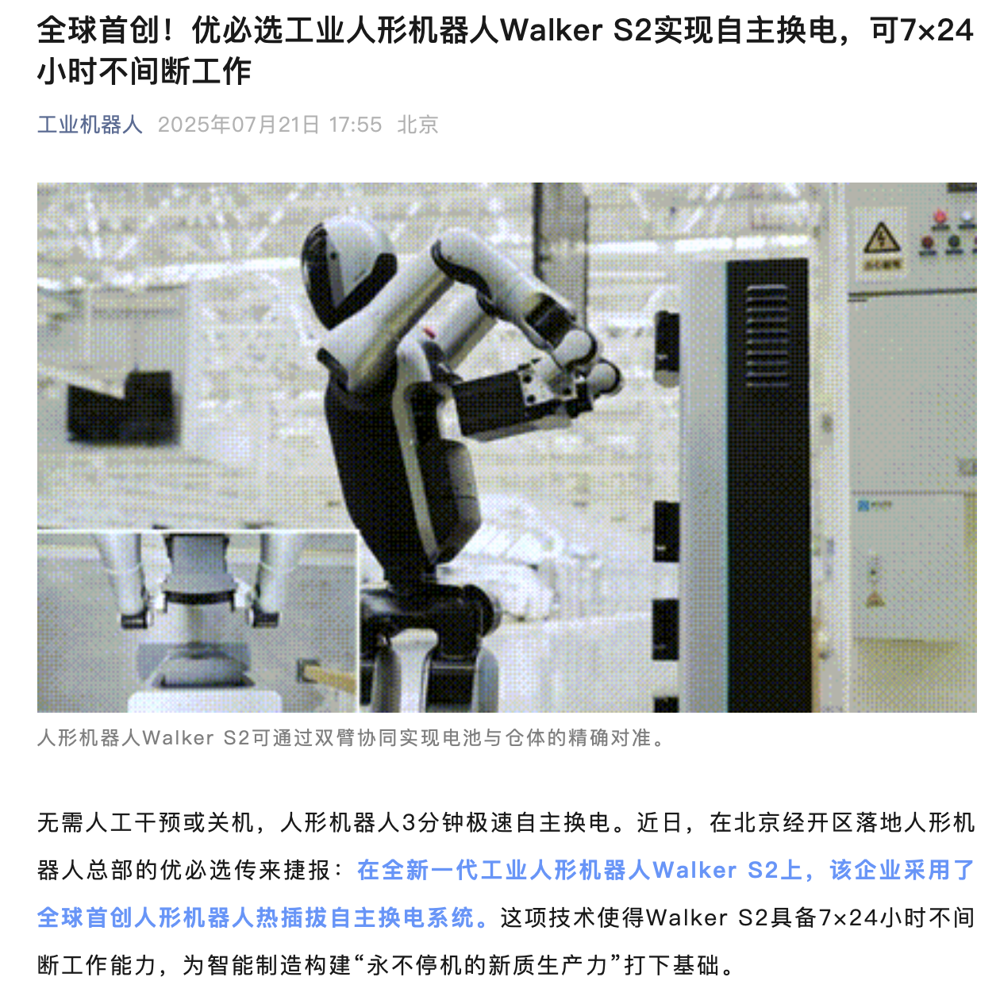 全球首创！优必选工业人形机器人Walker S2实现自主换电，可7×24
小时不间断工作
工业机器人 2025年07月21日 17:55 北京
人形机器人Walker S2可通过双臂协同实现电池与仓体的精确对准。
无需人工干预或关机，人形机器人3分钟极速自主换电。近日，在北京经开区落地人形机
器人总部的优必选传来捷报：在全新一代工业人形机器人Walker S2上，该企业采用了
全球首创人形机器人热插拔自主换电系统。这项技术使得Walker S2具备7×24小时不间
断工作能力，为智能制造构建“永不停机的新质生产力”打下基础。